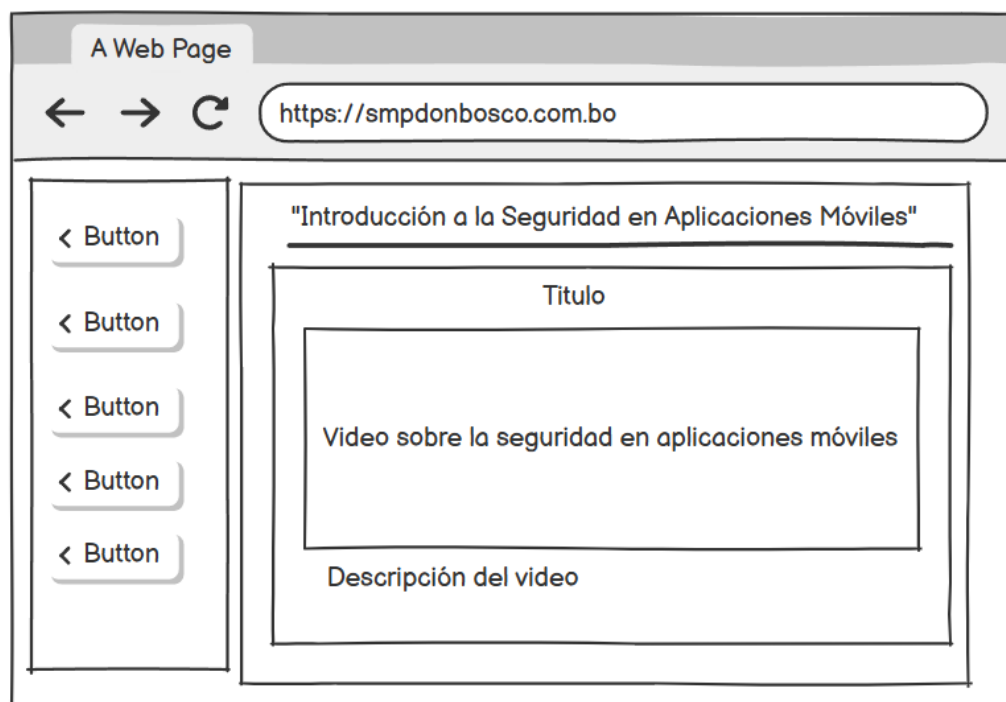 A Web Page
https://smpdonbosco.com.bo
Button
Button
Button
Button
Button
"Introducción a la Seguridad en Aplicaciones Móviles"
Titulo
Video sobre la seguridad en aplicaciones móviles
Descripción del video